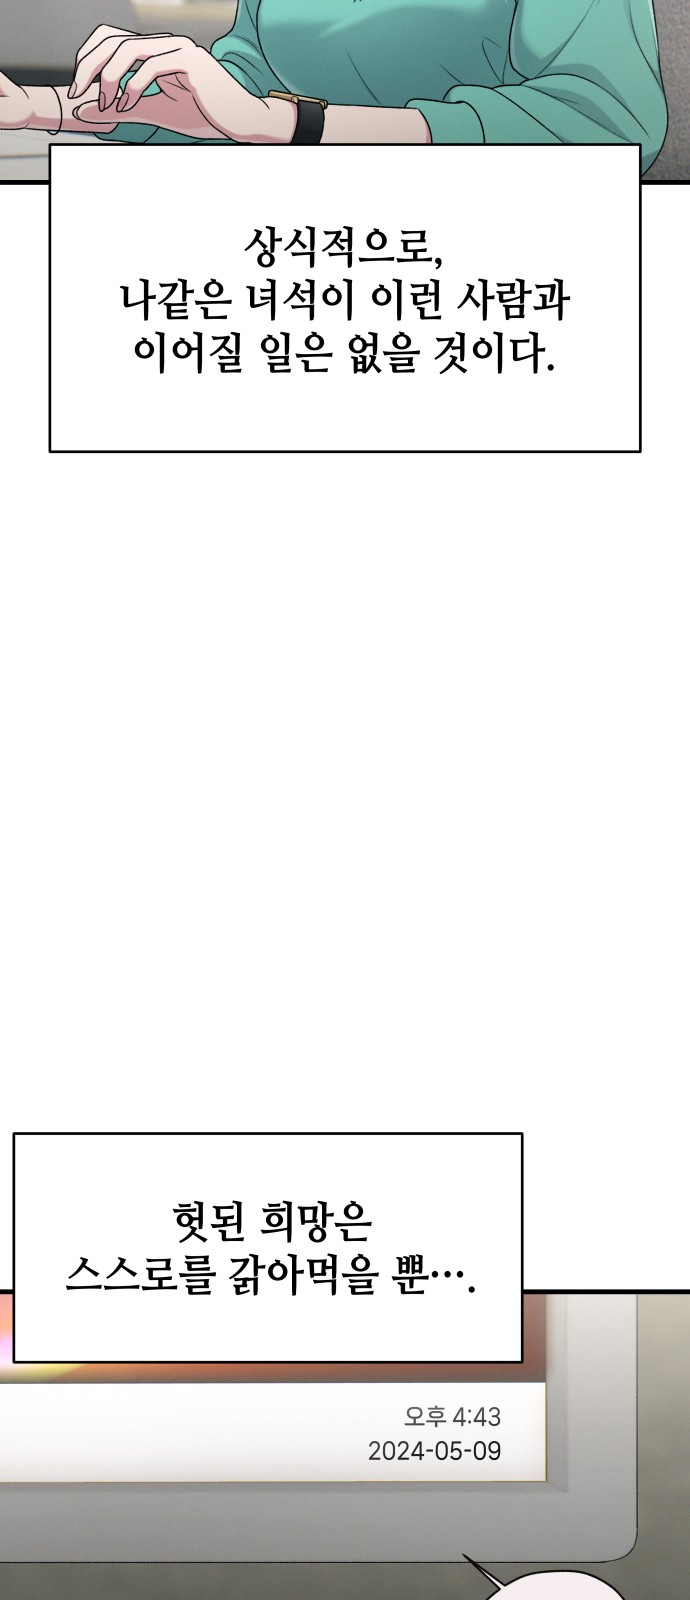 상식적으로,
나같은 녀석이 이런 사람과
이어질 일은 없을 것이다.
헛된 희망은
스스로를 갉아먹을 뿐….
오후 4:43
2024-05-09